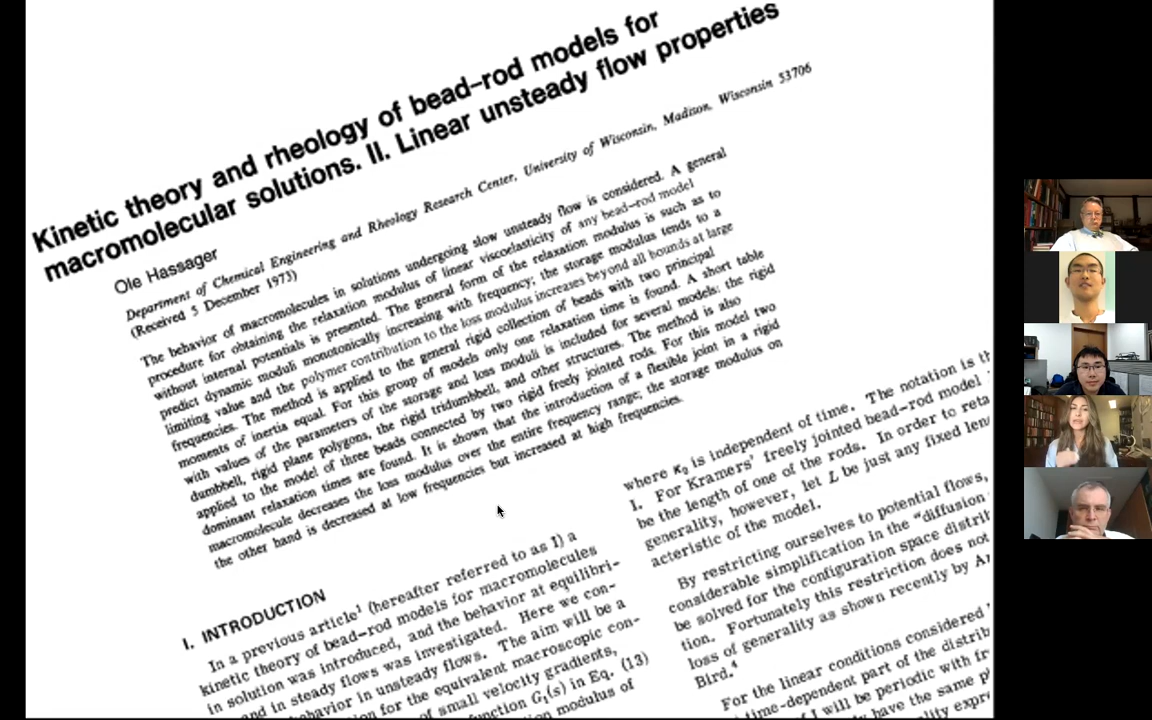 Kinetic theory and rheology of bead-rod models for
macromolecular solutions. II. Linear unsteady flow properties
Ole Hassager
Department of Chemical Engineering and Rheology Research Center, University of Wisconsin, Madison, Wisconsin 53706
(Received 5 December 1973)
The behavior of macromolecules in solutions undergoing slow unsteady flow is considered. A general
procedure for obtaining the relaxation modulus of linear viscoelasticity of any bead-rod model
without internal potentials is presented. The general form of the relaxation modulus is such as to
predict dynamic moduli monotonically increasing with frequency; the storage modulus tends to a
limiting value and the polymer contribution to the loss modulus increases beyond all bounds at large
frequencies. The method is applied to the general rigid collection of beads with two principal
moments of inertia equal. For this group of models only one relaxation time is found. A short table
with values of the parameters of the storage and loss moduli is included for several models: the rigid
dumbbell, rigid plane polygons, the rigid tridumbbell, and other structures. The method is also
applied to the model of three beads connected by two rigid freely jointed rods. For this model two
dominant relaxation times are found. It is shown that the introduction of a flexible joint in a rigid
macromolecule decreases the loss modulus over the entire frequency range; the storage modulus on
the other hand is decreased at low frequencies but increased at high frequencies.
I. INTRODUCTION
In a previous article¹ (hereafter referred to as I) a
kinetic theory of bead-rod models for macromolecules
in solution was introduced, and the behavior at equilibri-
and in steady flows was investigated. Here we con-
behavior in unsteady flows. The aim will be a
on for the equivalent macroscopic con-
of small velocity gradients,
function G₁(s) in Eq. (13)
on modulus of
where κ₀ is independent of time. The notation is th
I. For Kramers' freely jointed bead-rod model
be the length of one of the rods. In order to reta
generality, however, let L be just any fixed len
acteristic of the model.
By restricting ourselves to potential flows,
considerable simplification in the "diffusion
be solved for the configuration space distrib
tion. Fortunately this restriction does not
loss of generality as shown recently by
Bird.⁴
For the linear conditions considered
time-dependent part of the distrib
of I will be periodic with fr
ly have the same p
ality expr